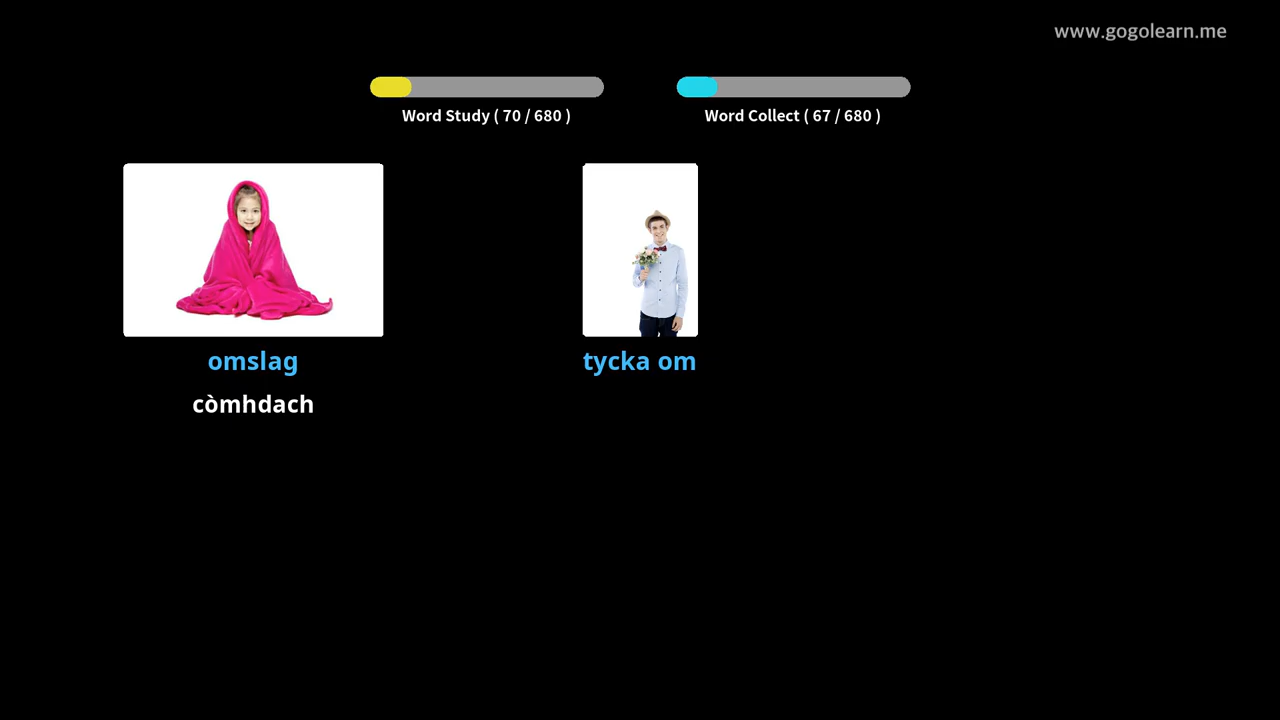 www.gogolearn.me
Word Study ( 70 / 680 )
Word Collect ( 67 / 680 )
omslag
còmhdach
tycka om